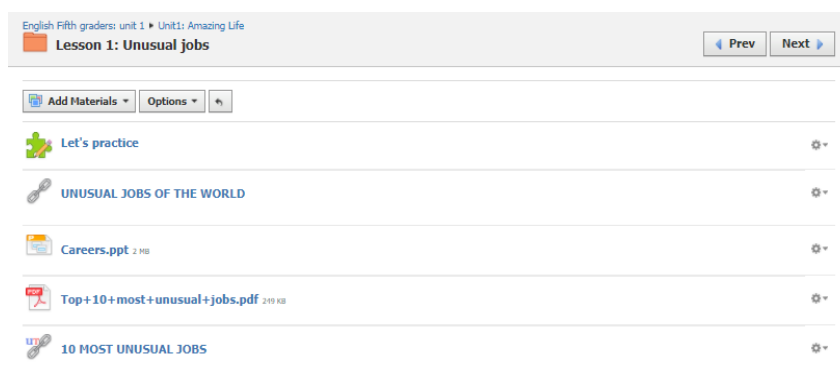 English Fifth graders: unit 1 ▸ Unit1: Amazing Life
Lesson 1: Unusual jobs
Prev Next
Add Materials Options
Let's practice
UNUSUAL JOBS OF THE WORLD
Careers.ppt 2 MB
PDF
Top+10+most+unusual+jobs.pdf 249 KB
10 MOST UNUSUAL JOBS